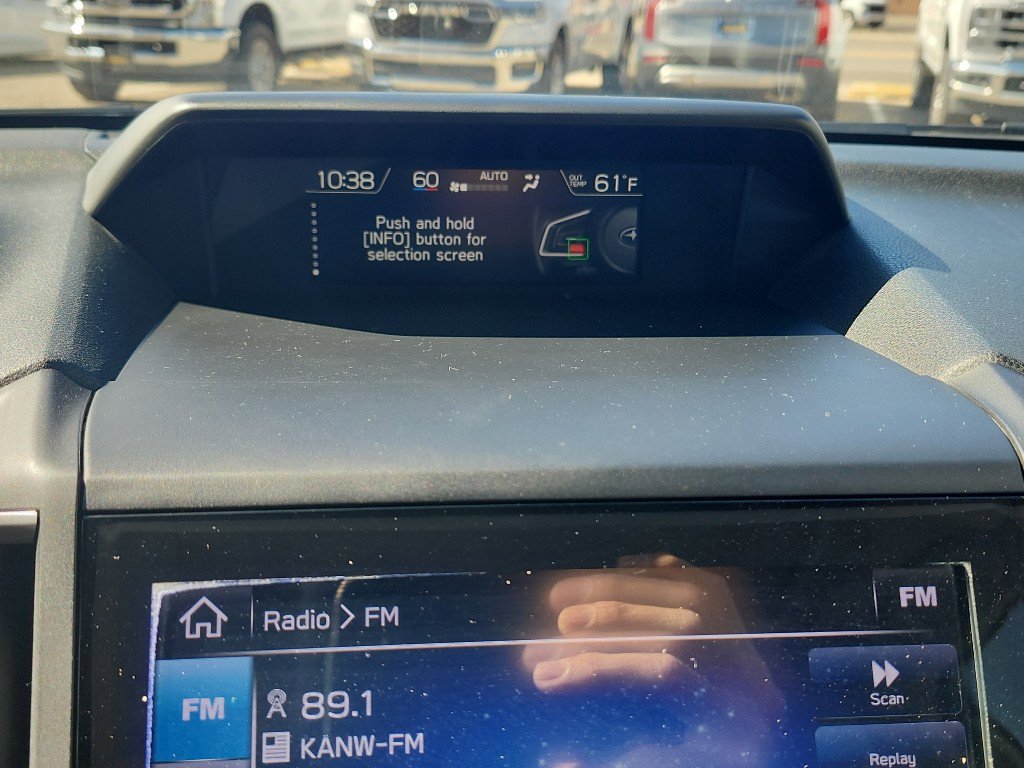 10:38 60 AUTO OUT TEMP 61°F
Push and hold
[INFO] button for
selection screen
Radio > FM FM
FM 89.1 Scan
KANW-FM Replay